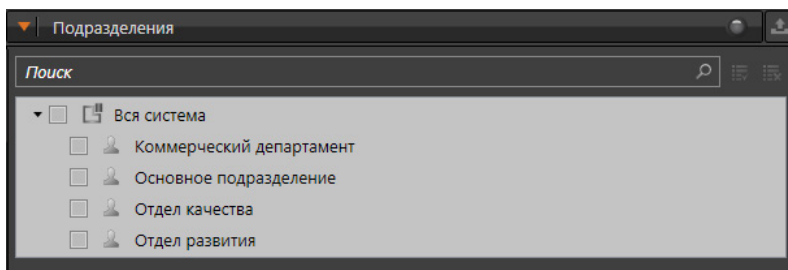 Подразделения
Поиск
Вся система
Коммерческий департамент
Основное подразделение
Отдел качества
Отдел развития